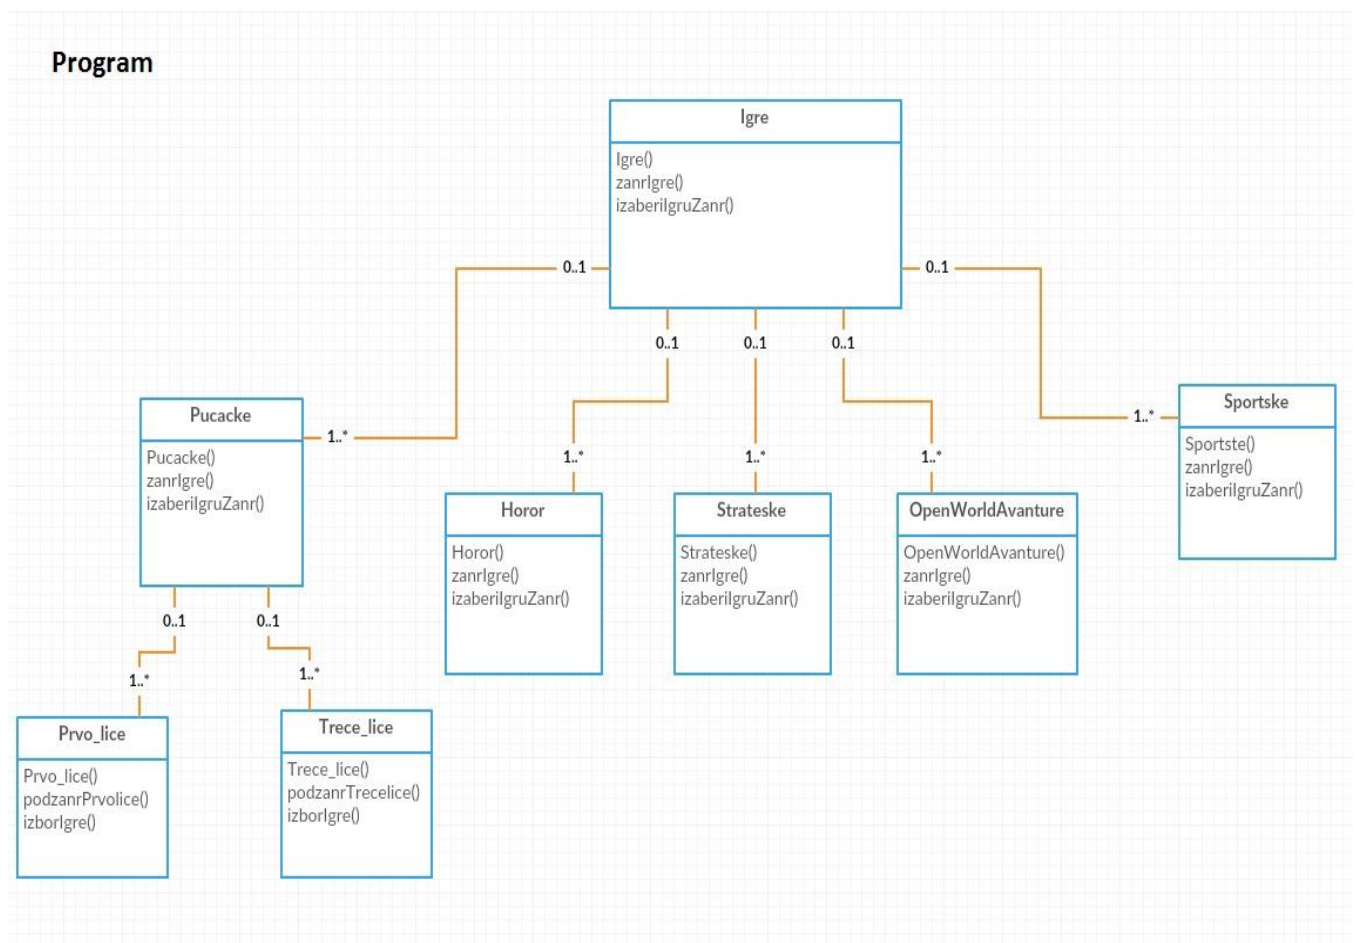 Program
Igre
Igre()
zanrIgre()
izaberiIgruZanr()
0..1
0..1
0..1
0..1
0..1
Pucacke
Pucacke()
zanrIgre()
izaberiIgruZanr()
1..*
1..*
1..*
1..*
1..*
Sportske
Sportste()
zanrIgre()
izaberiIgruZanr()
Horor
Horor()
zanrIgre()
izaberiIgruZanr()
Strateske
Strateske()
zanrIgre()
izaberiIgruZanr()
OpenWorldAvanture
OpenWorldAvanture()
zanrIgre()
izaberiIgruZanr()
0..1
0..1
1..*
1..*
Prvo_lice
Prvo_lice()
podzanrPrvolice()
izborIgre()
Trece_lice
Trece_lice()
podzanrTrecelice()
izborIgre()